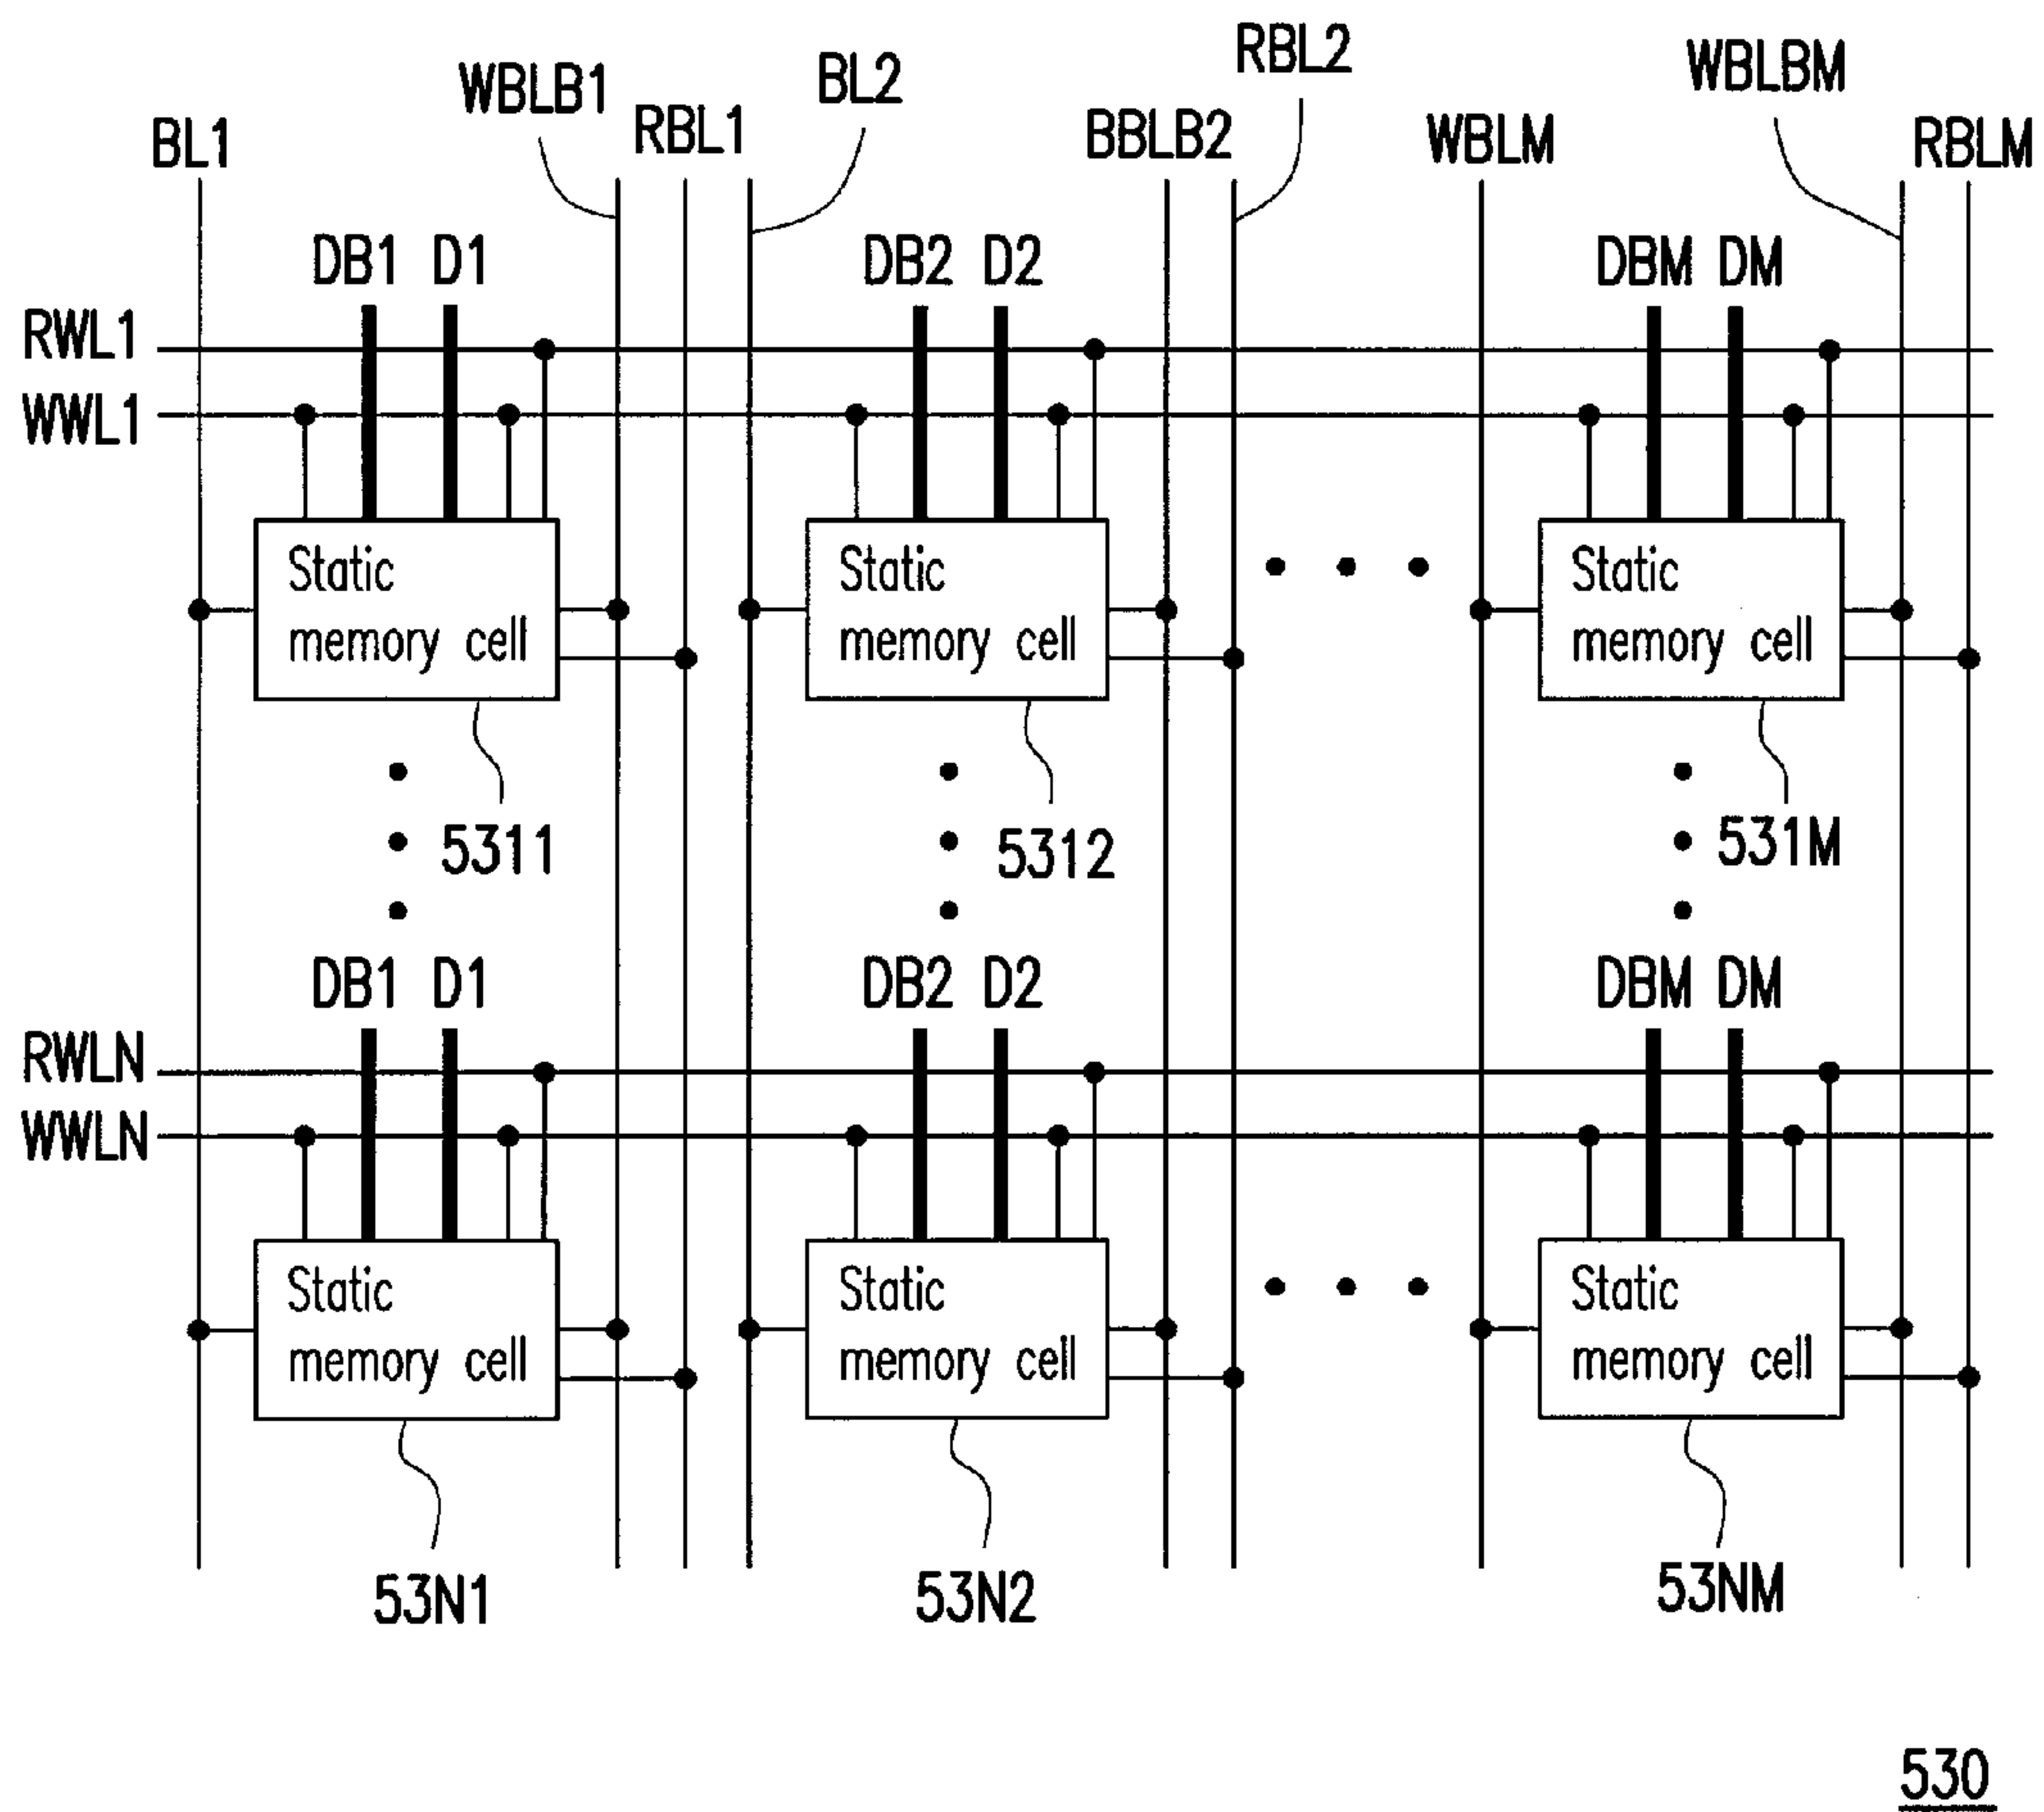 BL1
WBLB1
RBL1
BL2
BBLB2
RBL2
WBLM
WBLBM
RBLM
DB1 D1
DB2 D2
DBM DM
RWL1
WWL1
Static
memory cell
Static
memory cell
Static
memory cell
5311
5312
531M
DB1 D1
DB2 D2
DBM DM
RWLN
WWLN
Static
memory cell
Static
memory cell
Static
memory cell
53N1
53N2
53NM
530